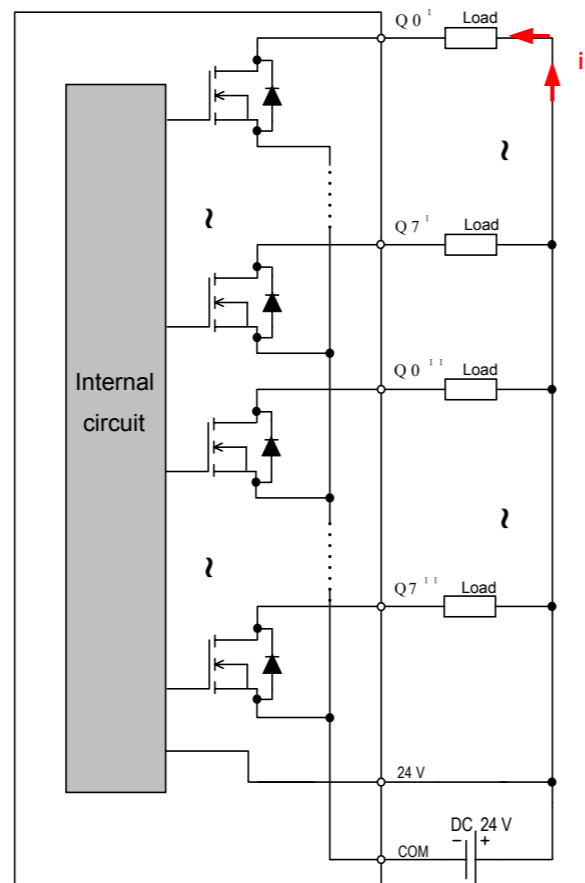 Q0 I Load
i
Q7 I Load
Q0 II Load
Internal
circuit
Q7 II Load
24 V
DC 24 V
− +
COM